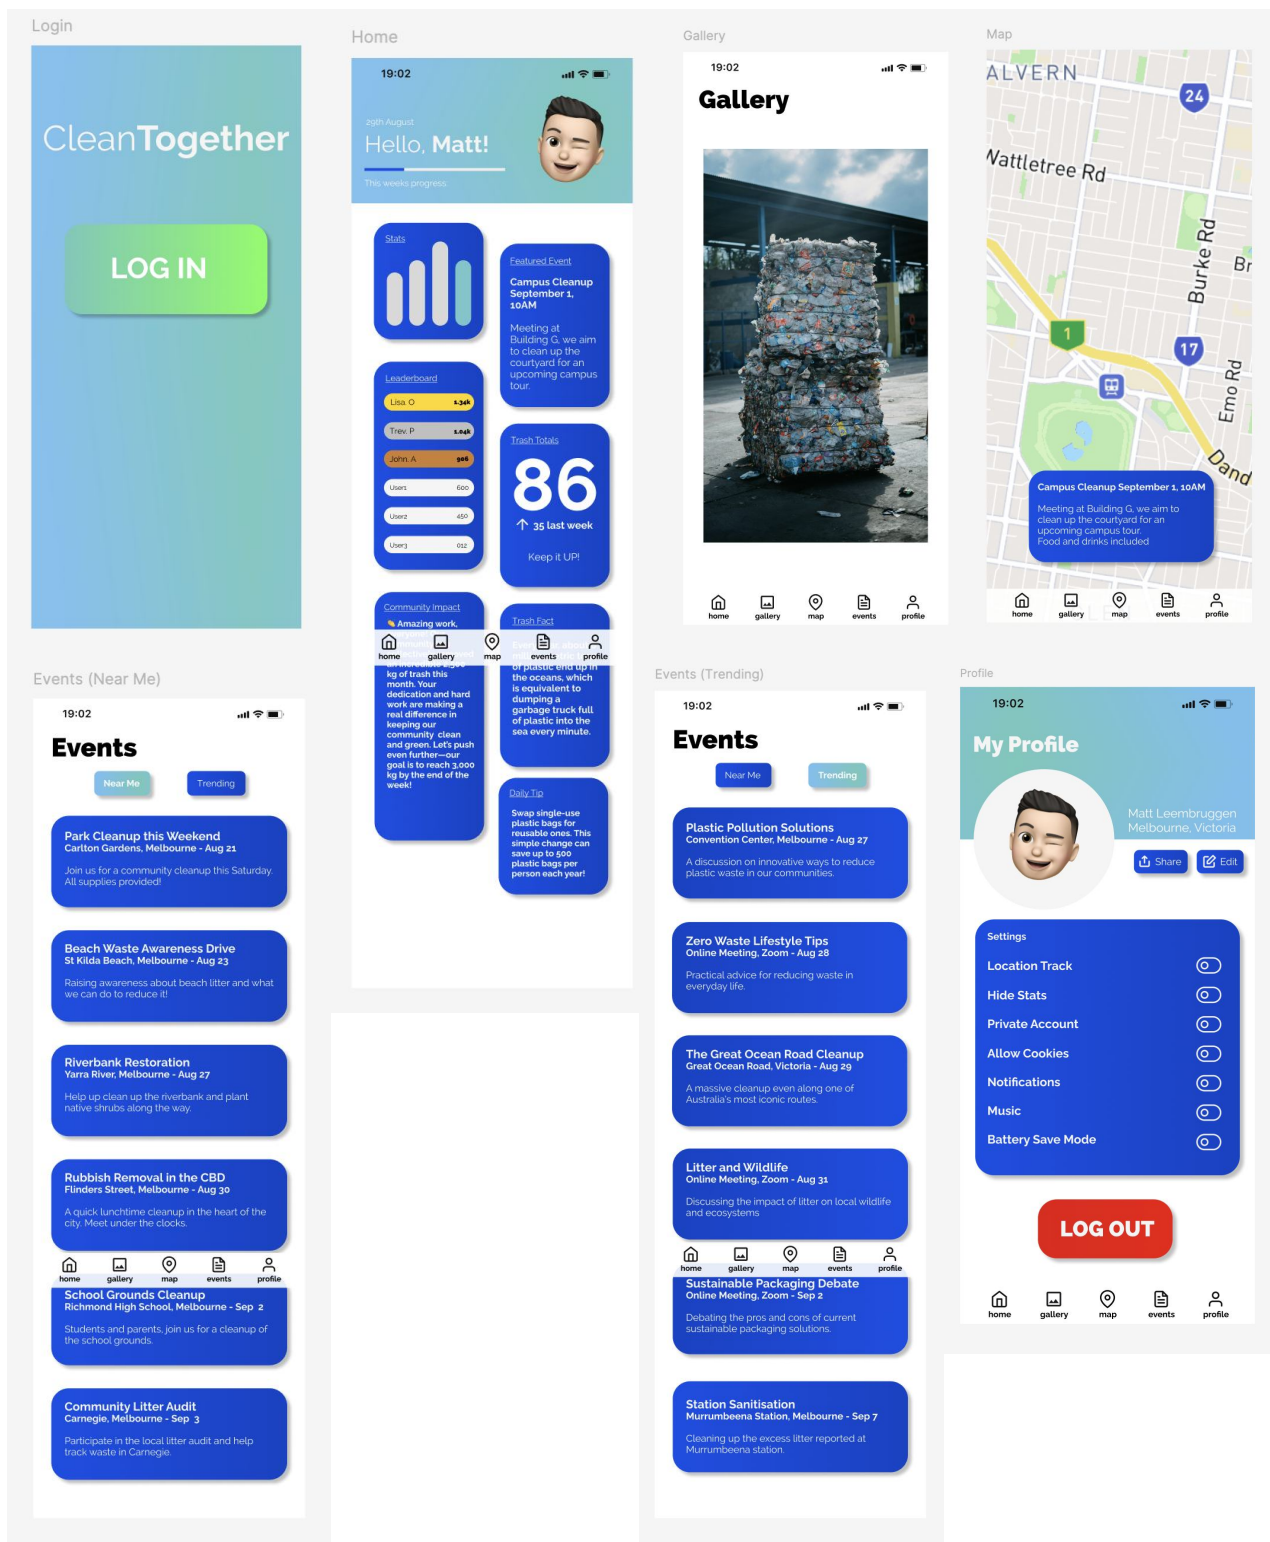 Login
CleanTogether
LOG IN
Home
19:02
29th August
Hello, Matt!
This weeks progress
Stats
Featured Event
Campus Cleanup
September 1,
10AM
Meeting at
Building G, we aim
to clean up the
courtyard for an
upcoming campus
tour.
Leaderboard
Lisa. O 1.34k
Trev. P 1.04k
John. A 906
User1 600
User2 450
User3 012
Trash Totals
86
35 last week
Keep it UP!
Community Impact
Amazing work,
kg of trash this
month. Your
dedication and hard
work are making a
real difference in
keeping our
community clean
and green. Let's push
even further—our
goal is to reach 3,000
kg by the end of the
week!
Trash Fact
of plastic end up in
the oceans, which
is equivalent to
dumping a
garbage truck full
of plastic into the
sea every minute.
home gallery map events profile
Daily Tip
Swap single-use
plastic bags for
reusable ones. This
simple change can
save up to 500
plastic bags per
person each year!
Gallery
19:02
Gallery
home gallery map events profile
Map
ALVERN
24
Wattletree Rd
Burke Rd
Br
1
17
Emo Rd
Dand
Campus Cleanup September 1, 10AM
Meeting at Building G, we aim to
clean up the courtyard for an
upcoming campus tour.
Food and drinks included
home gallery map events profile
Events (Near Me)
19:02
Events
Near Me Trending
Park Cleanup this Weekend
Carlton Gardens, Melbourne - Aug 21
Join us for a community cleanup this Saturday.
All supplies provided!
Beach Waste Awareness Drive
St Kilda Beach, Melbourne - Aug 23
Raising awareness about beach litter and what
we can do to reduce it!
Riverbank Restoration
Yarra River, Melbourne - Aug 27
Help up clean up the riverbank and plant
native shrubs along the way.
Rubbish Removal in the CBD
Flinders Street, Melbourne - Aug 30
A quick lunchtime cleanup in the heart of the
city. Meet under the clocks.
home gallery map events profile
School Grounds Cleanup
Richmond High School, Melbourne - Sep 2
Students and parents, join us for a cleanup of
the school grounds.
Community Litter Audit
Carnegie, Melbourne - Sep 3
Participate in the local litter audit and help
track waste in Carnegie.
Events (Trending)
19:02
Events
Near Me Trending
Plastic Pollution Solutions
Convention Center, Melbourne - Aug 27
A discussion on innovative ways to reduce
plastic waste in our communities.
Zero Waste Lifestyle Tips
Online Meeting, Zoom - Aug 28
Practical advice for reducing waste in
everyday life.
The Great Ocean Road Cleanup
Great Ocean Road, Victoria - Aug 29
A massive cleanup even along one of
Australia's most iconic routes.
Litter and Wildlife
Online Meeting, Zoom - Aug 31
Discussing the impact of litter on local wildlife
and ecosystems
home gallery map events profile
Sustainable Packaging Debate
Online Meeting, Zoom - Sep 2
Debating the pros and cons of current
sustainable packaging solutions.
Station Sanitisation
Murrumbeena Station, Melbourne - Sep 7
Cleaning up the excess litter reported at
Murrumbeena station.
Profile
19:02
My Profile
Matt Leembruggen
Melbourne, Victoria
Share Edit
Settings
Location Track
Hide Stats
Private Account
Allow Cookies
Notifications
Music
Battery Save Mode
LOG OUT
home gallery map events profile